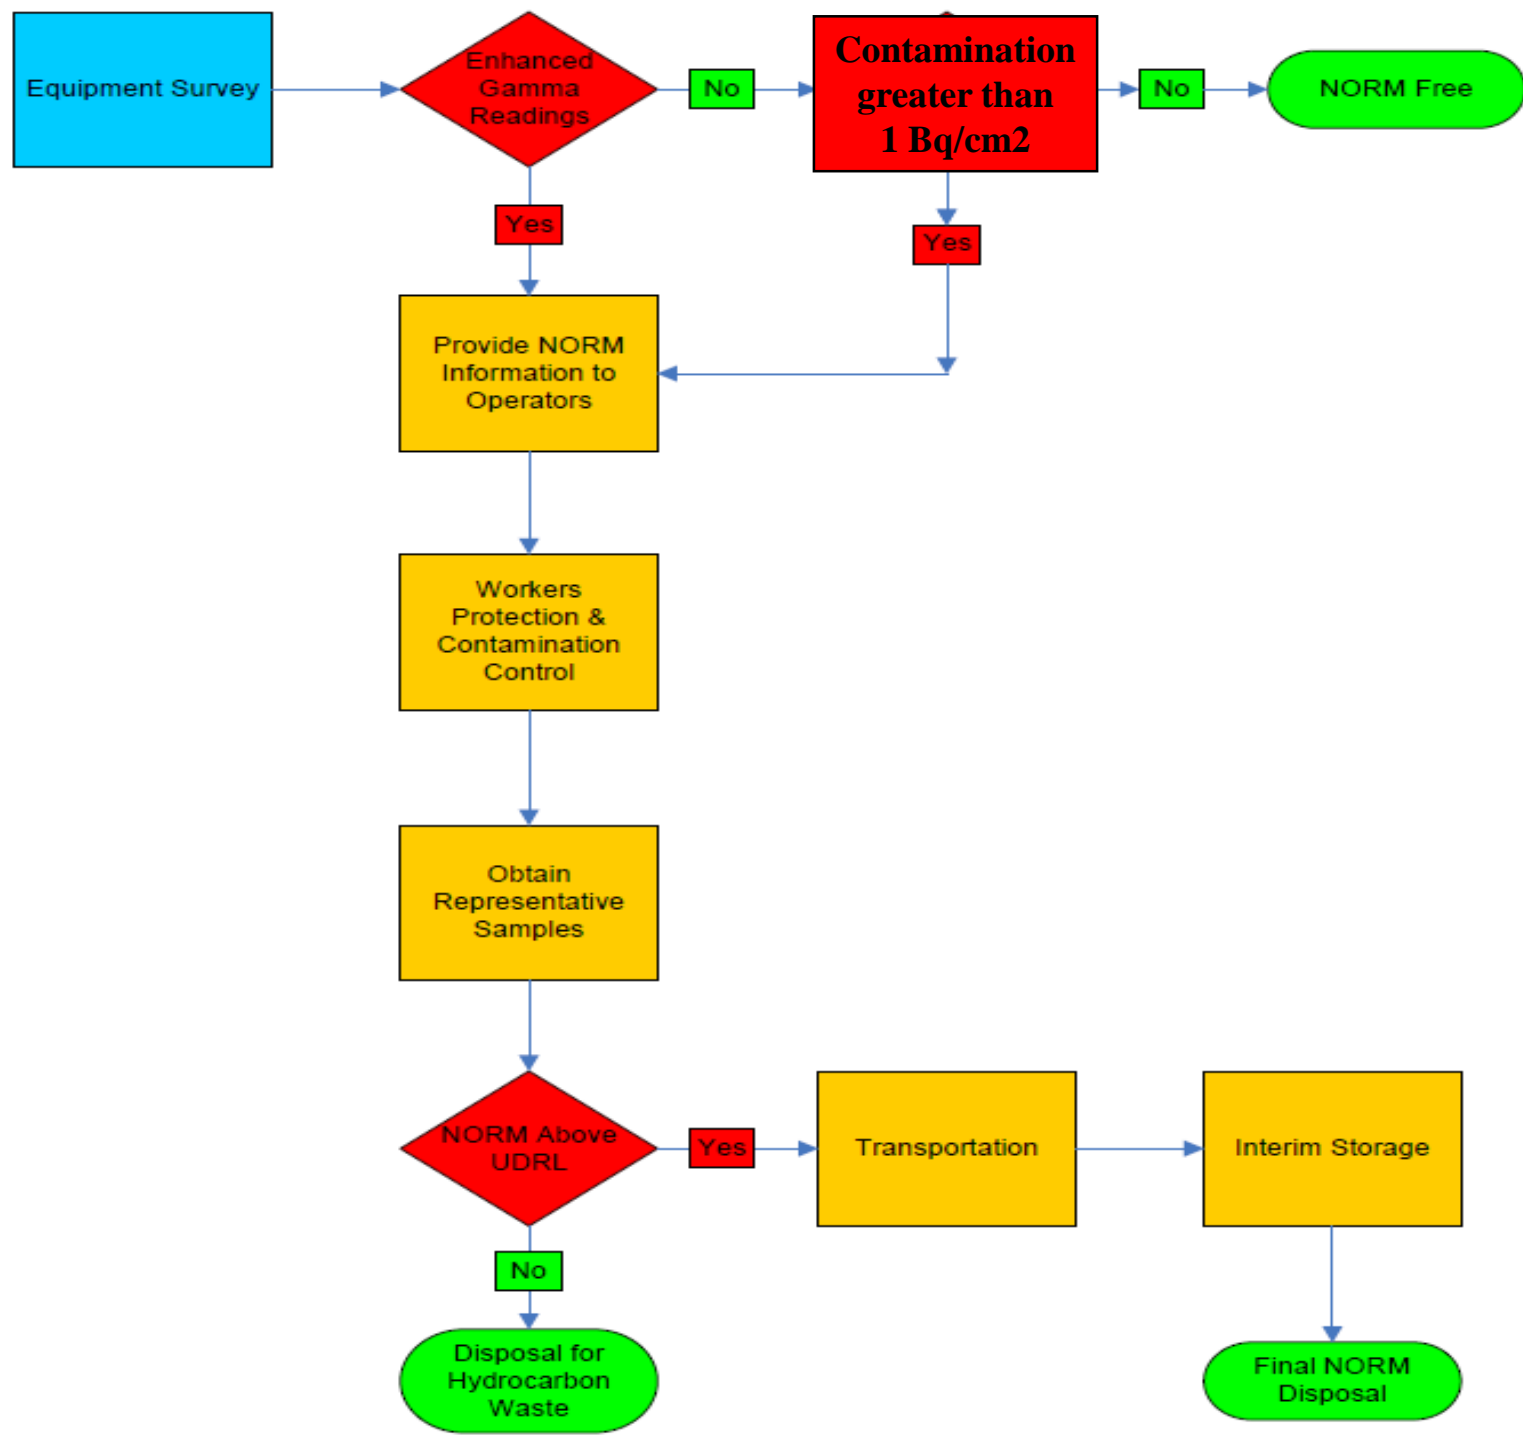 Equipment Survey
Enhanced
Gamma
Readings
No
Contamination
greater than
1 Bq/cm2
No
NORM Free
Yes
Yes
Provide NORM
Information to
Operators
Workers
Protection &
Contamination
Control
Obtain
Representative
Samples
NORM Above
UDRL
Yes
Transportation
Interim Storage
No
Disposal for
Hydrocarbon
Waste
Final NORM
Disposal